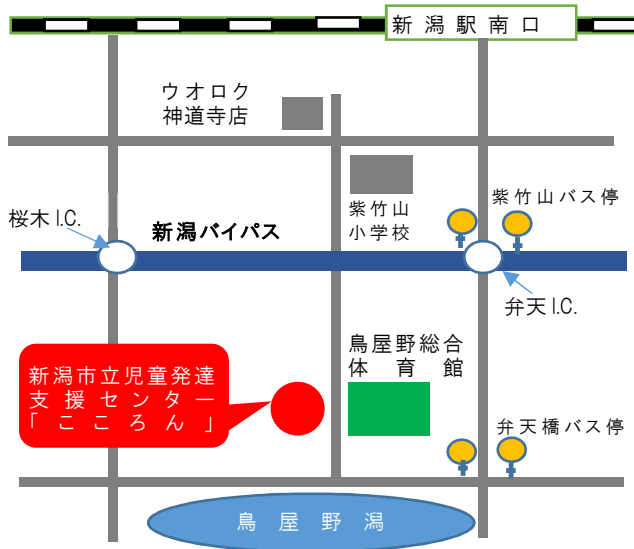 新潟駅南口
ウオロク
神道寺店
紫竹山
小学校
紫竹山バス停
桜木I.C.
新潟バイパス
弁天I.C.
鳥屋野総合
体育館
新潟市立児童発達
支援センター
「こころん」
弁天橋バス停
鳥屋野潟